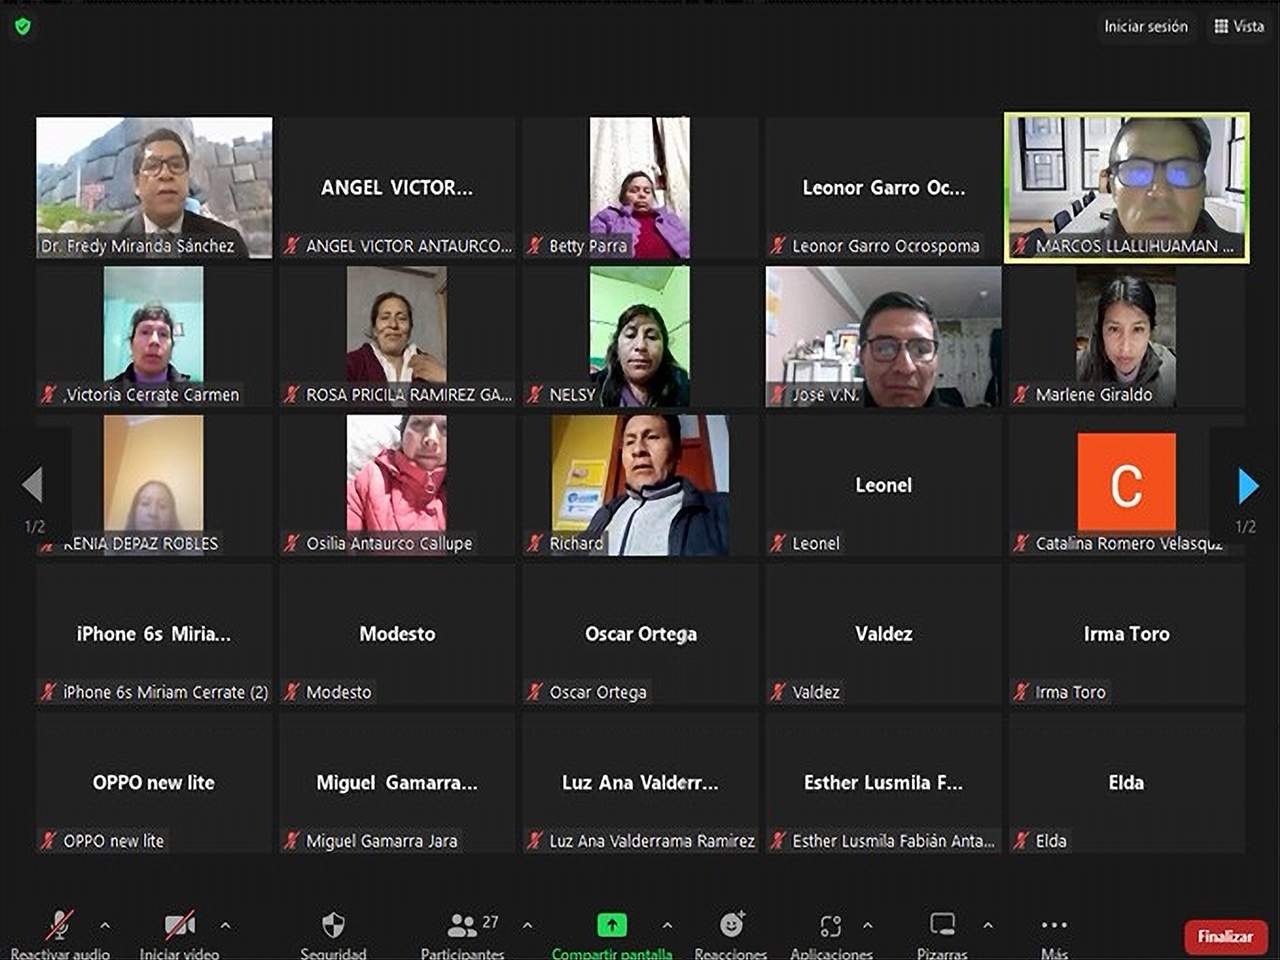 Iniciar sesión
Vista
Dr. Fredy Miranda Sánchez
ANGEL VICTOR...
ANGEL VICTOR ANTAURCO...
Betty Parra
Leonor Garro Oc...
Leonor Garro Ocrospoma
MARCOS LLALLIHUAMAN ...
,Victoria Cerrate Carmen
ROSA PRICILA RAMIREZ GA...
NELSY
Jose V.N.
Marlene Giraldo
1/2
KENIA DEPAZ ROBLES
Osilia Antaurco Callupe
Richard
Leonel
Leonel
C
Catalina Romero Velasquz
1/2
iPhone 6s Miria...
iPhone 6s Miriam Cerrate (2)
Modesto
Modesto
Oscar Ortega
Oscar Ortega
Valdez
Valdez
Irma Toro
Irma Toro
OPPO new lite
OPPO new lite
Miguel Gamarra...
Miguel Gamarra Jara
Luz Ana Valderr...
Luz Ana Valderrama Ramirez
Esther Lusmila F...
Esther Lusmila Fabián Anta...
Elda
Elda
Reactivar audio
Iniciar video
Seguridad
Participantes
27
Compartir pantalla
Reacciones
Aplicaciones
Pizarras
Más
Finalizar